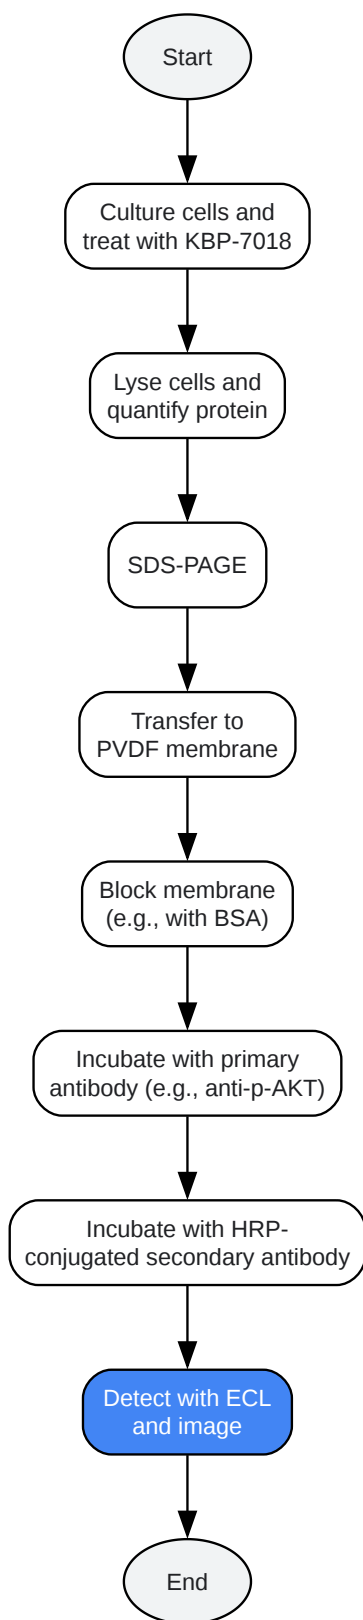 Start
Culture cells and
treat with KBP-7018
Lyse cells and
quantify protein
SDS-PAGE
Transfer to
PVDF membrane
Block membrane
(e.g., with BSA)
Incubate with primary
antibody (e.g., anti-p-AKT)
Incubate with HRP-
conjugated secondary antibody
Detect with ECL
and image
End